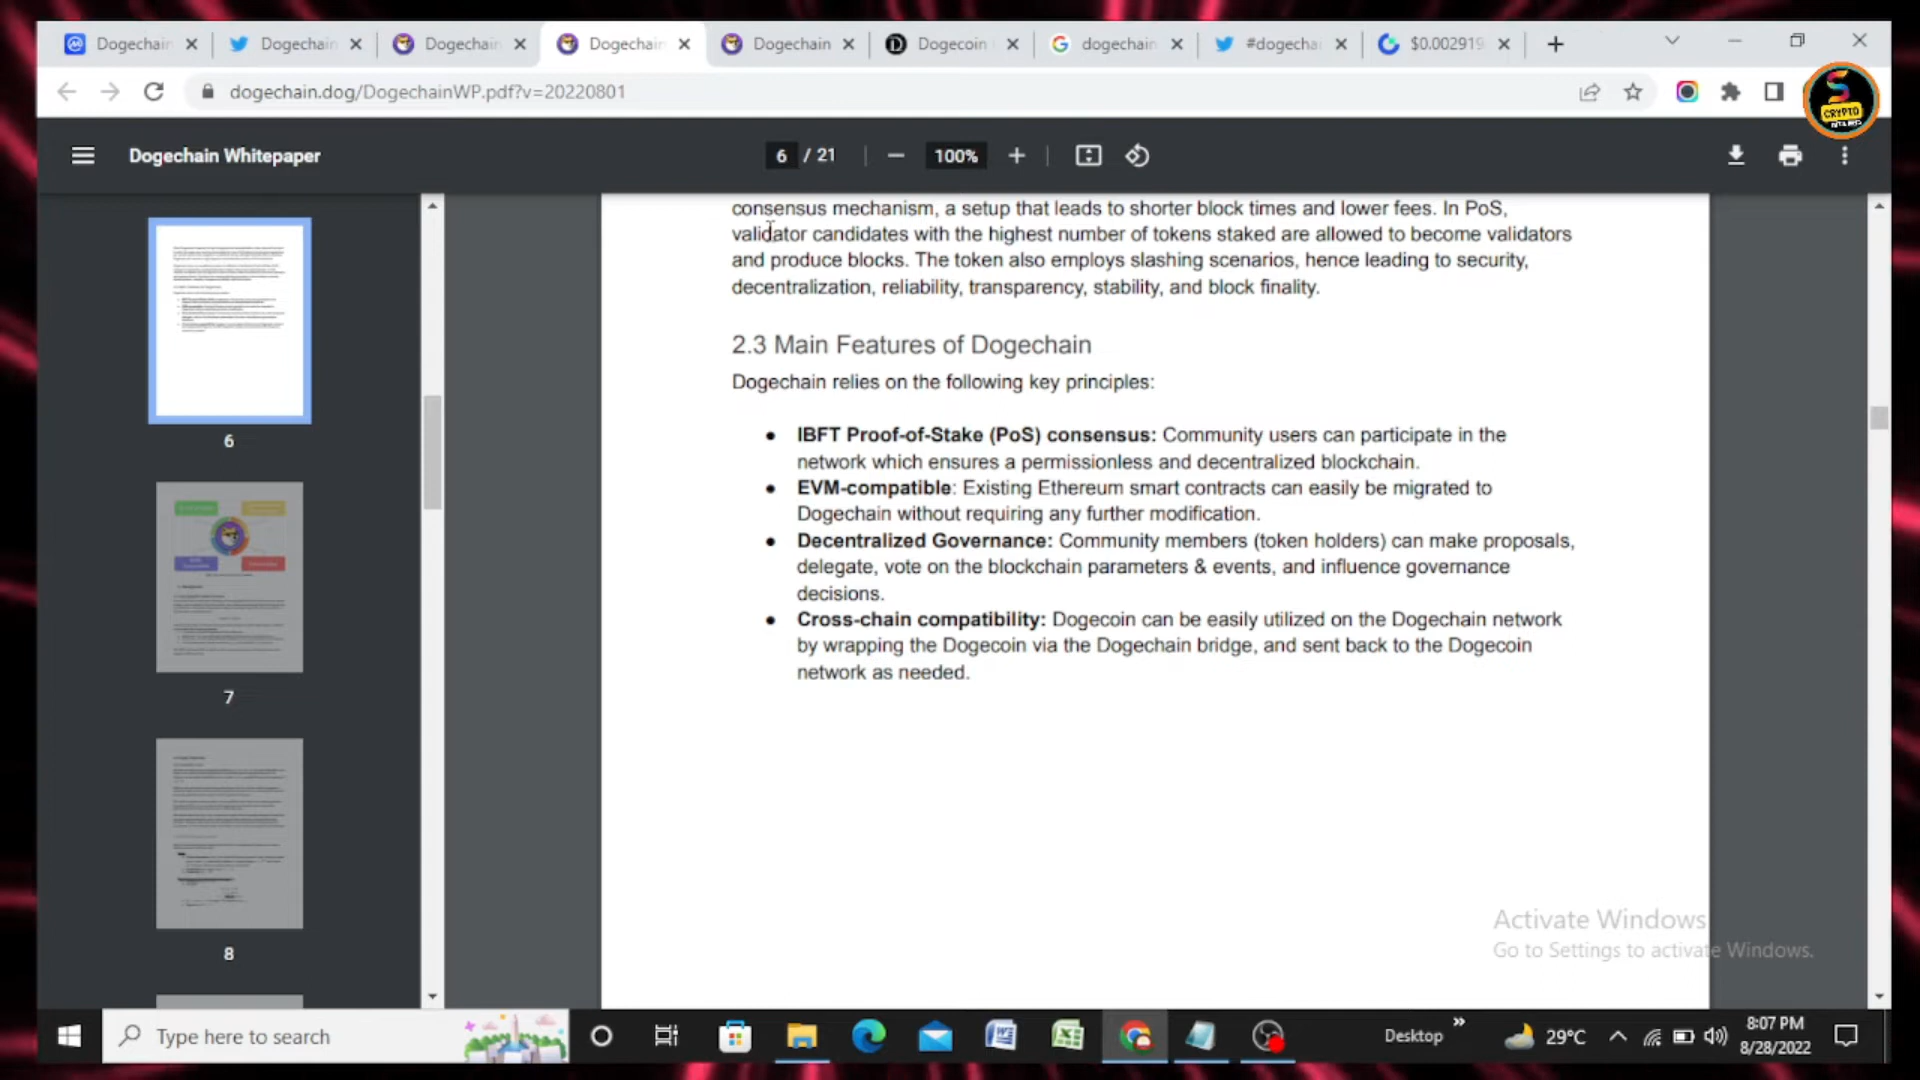 Dogechain
Dogechain
Dogechain
Dogechain
Dogechain
Dogecoin
dogechain
#dogecha
$0.002919
dogechain.dog/DogechainWP.pdf?v=20220801
CRYPTO
Dogechain Whitepaper
6 / 21
100%
consensus mechanism, a setup that leads to shorter block times and lower fees. In PoS,
validator candidates with the highest number of tokens staked are allowed to become validators
and produce blocks. The token also employs slashing scenarios, hence leading to security,
decentralization, reliability, transparency, stability, and block finality.
2.3 Main Features of Dogechain
Dogechain relies on the following key principles:
● IBFT Proof-of-Stake (PoS) consensus: Community users can participate in the
network which ensures a permissionless and decentralized blockchain.
● EVM-compatible: Existing Ethereum smart contracts can easily be migrated to
Dogechain without requiring any further modification.
● Decentralized Governance: Community members (token holders) can make proposals,
delegate, vote on the blockchain parameters & events, and influence governance
decisions.
● Cross-chain compatibility: Dogecoin can be easily utilized on the Dogechain network
by wrapping the Dogecoin via the Dogechain bridge, and sent back to the Dogecoin
network as needed.
6
7
8
Activate Windows
Go to Settings to activate Windows.
Type here to search
Desktop
29°C
8:07 PM
8/28/2022